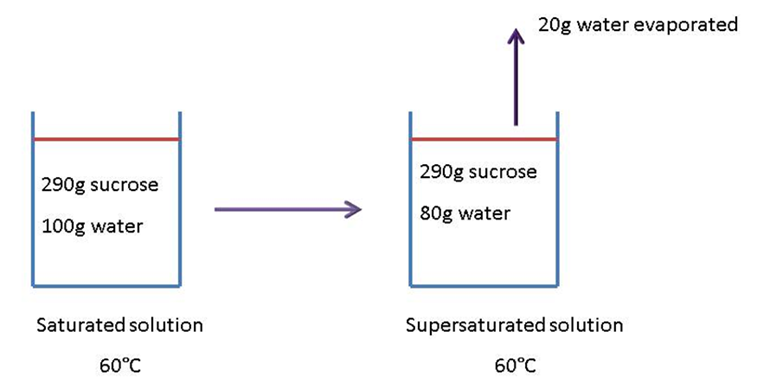 20g water evaporated
290g sucrose
100g water
290g sucrose
80g water
Saturated solution
60°C
Supersaturated solution
60°C